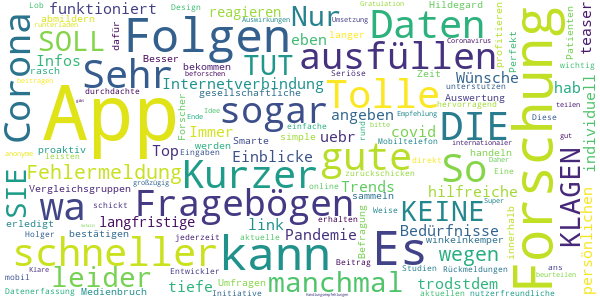 Lob
Design
Auswirkungen
Umsetzung
Gratulation
Hildegard
teaser
abmildern
funktioniert
dafür
reagieren
Nur
Daten
profitieren
Patienten
runterladen
SOLL
Folgen
eben
langer
Coronavirus
Perfekt
Corona
Infos
Besser
bekommen
beforschen
TUT
ausfüllen
wichtig
rasch
Sehr
Internetverbindung
Seriöse
Zeit
Wünsche
hab
beitragen
durchdachte
gesellschaftliche
Tolle
unterstützen
Auswertung
hervorragend
Diese
teilen
individuell
App
sogar
angeben
covid
DIE
Forschung
Forscher
Idee
Empfehlung
Ende
einfache
bitte
Immer
uebr
rund
Mobiltelefon
internationaler
gut
werden
Smarte
simple
direkt
handeln
Daher
Eine
proaktiv
leisten
Top
Eingaben
Einblicke
zurückschicken
So
anonyme
Fehlermeldung
großzügig
Kurzer
gute
Trends
hilfreiche
KLAGEN
Vergleichsgruppen
online
sammeln
SIE
wa
schickt
Fragebögen
erhalten
Weise
Super
KEINE
persönlichen
langfristige
link
Befragung
Bedürfnisse
erledigt
Holger
bestätigen
jederzeit
aktuelle
Pandemie
wegen
winkelnkemper
innerhalb
schneller
kann
Es
Klare
Entwickler
Beitrag
Studien
Rückmeldungen
ans
beurteilen
mobil
leider
tiefe
Umfragen
manchmal
trodstdem
Datenerfassung
Medienbruch
Initiative
aktuellen
nutzerfreundliche